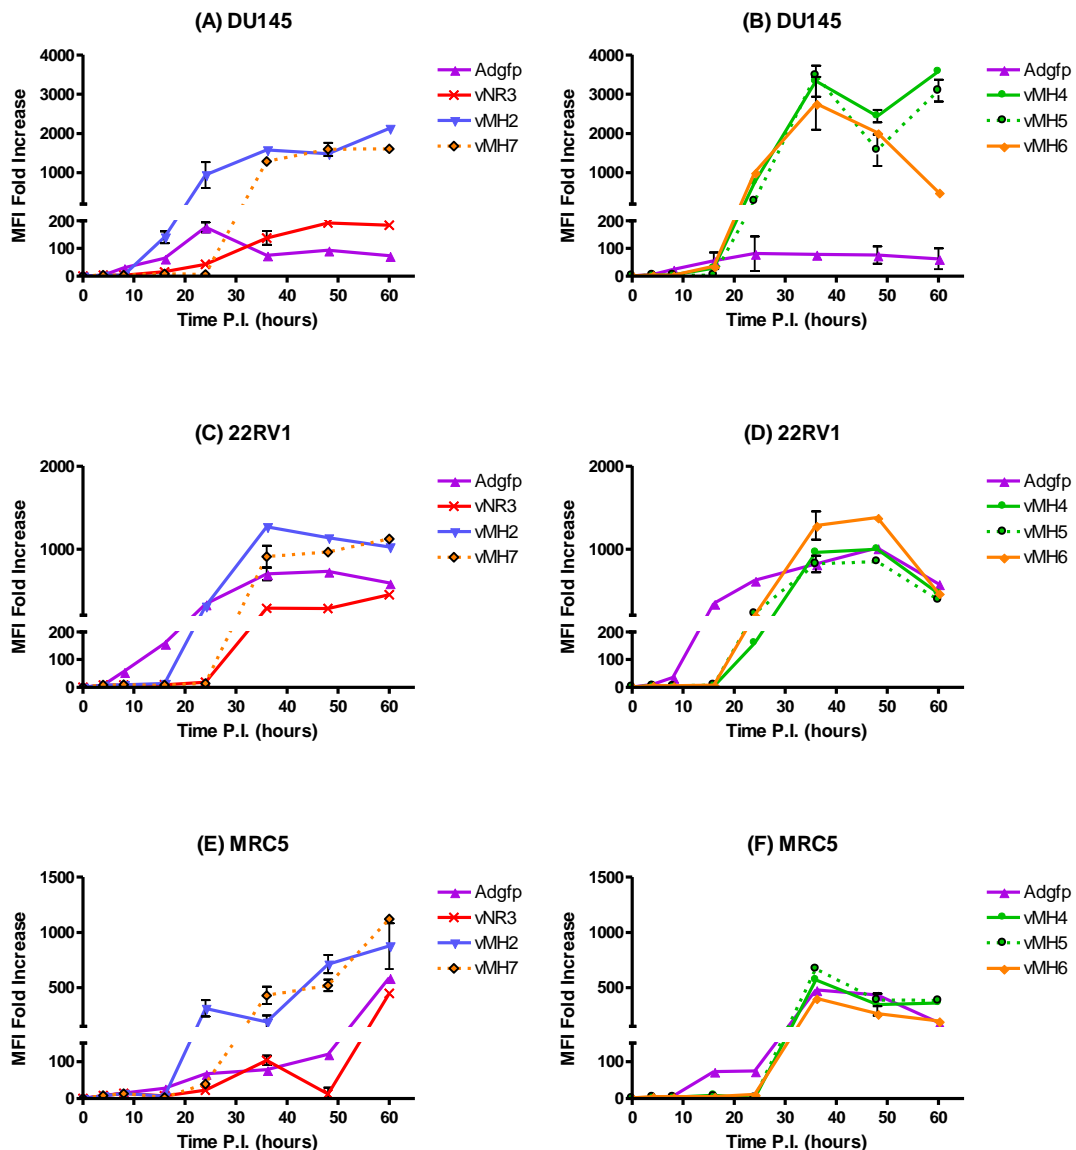 (A) DU145
MFI Fold Increase
4000
3000
2000
1000
200
100
0
0 10 20 30 40 50 60
Time P.I. (hours)
Adgfp
vNR3
vMH2
vMH7
(B) DU145
MFI Fold Increase
4000
3000
2000
1000
200
100
0
0 10 20 30 40 50 60
Time P.I. (hours)
Adgfp
vMH4
vMH5
vMH6
(C) 22RV1
MFI Fold Increase
2000
1000
200
100
0
0 10 20 30 40 50 60
Time P.I. (hours)
Adgfp
vNR3
vMH2
vMH7
(D) 22RV1
MFI Fold Increase
2000
1000
200
100
0
0 10 20 30 40 50 60
Time P.I. (hours)
Adgfp
vMH4
vMH5
vMH6
(E) MRC5
MFI Fold Increase
1500
1000
500
100
0
0 10 20 30 40 50 60
Time P.I. (hours)
Adgfp
vNR3
vMH2
vMH7
(F) MRC5
MFI Fold Increase
1500
1000
500
100
0
0 10 20 30 40 50 60
Time P.I. (hours)
Adgfp
vMH4
vMH5
vMH6